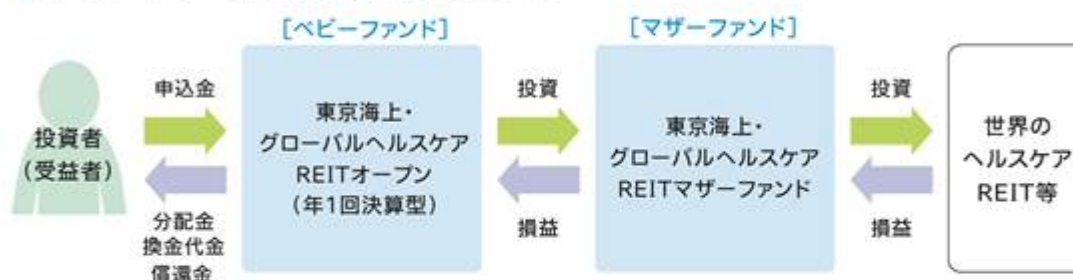 [ベビーファンド]
[マザーファンド]
申込金
投資
投資
投資者
(受益者)
東京海上・
グローバルヘルスケア
REITオープン
(年1回決算型)
東京海上・
グローバルヘルスケア
REITマザーファンド
世界の
ヘルスケア
REIT等
分配金
換金代金
償還金
損益
損益